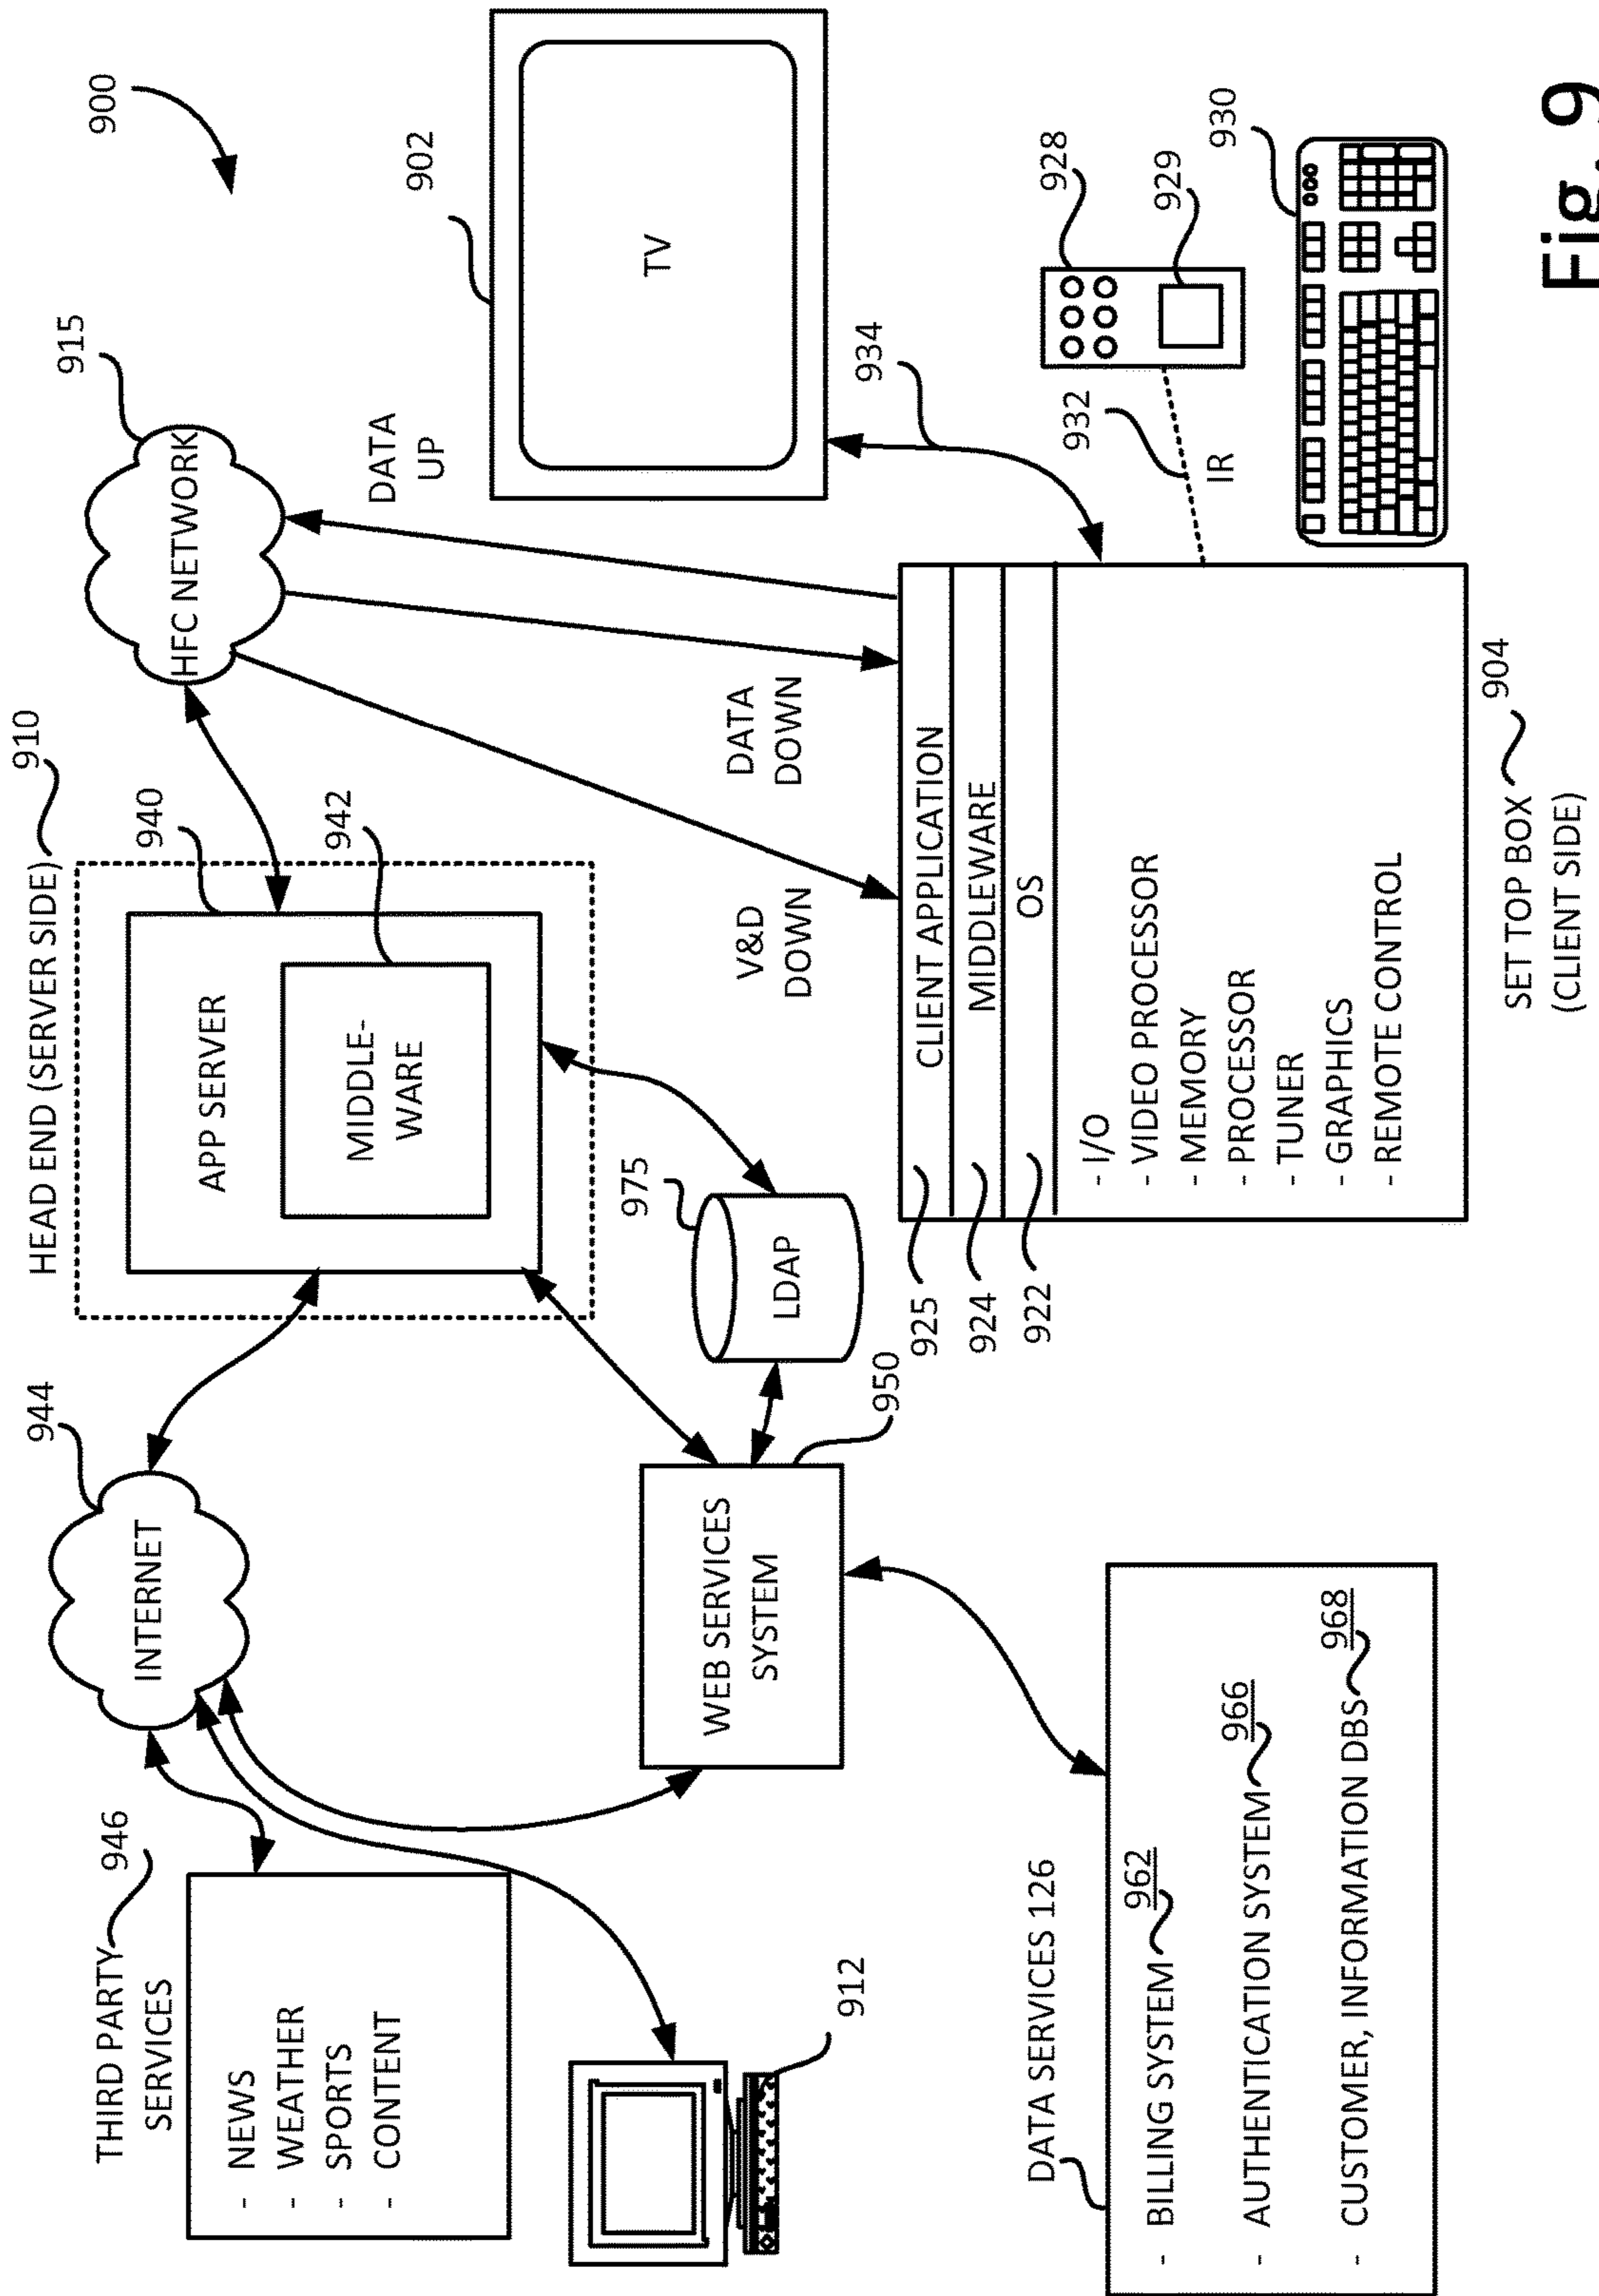 900
HEAD END (SERVER SIDE) 910
915
940
944
THIRD PARTY 946
SERVICES
- NEWS
- WEATHER
- SPORTS
- CONTENT
INTERNET
APP SERVER
942
MIDDLE-
WARE
HFC NETWORK
902
TV
DATA
UP
DATA
DOWN
V&D
DOWN
975
LDAP
WEB SERVICES
SYSTEM
950
912
934
CLIENT APPLICATION
MIDDLEWARE
OS
925
924
922
- I/O
- VIDEO PROCESSOR
- MEMORY
- PROCESSOR
- TUNER
- GRAPHICS
- REMOTE CONTROL
928
929
932
IR
930
DATA SERVICES 126
- BILLING SYSTEM 962
- AUTHENTICATION SYSTEM 966
- CUSTOMER, INFORMATION DBS 968
SET TOP BOX 904
(CLIENT SIDE)
Fig. 9